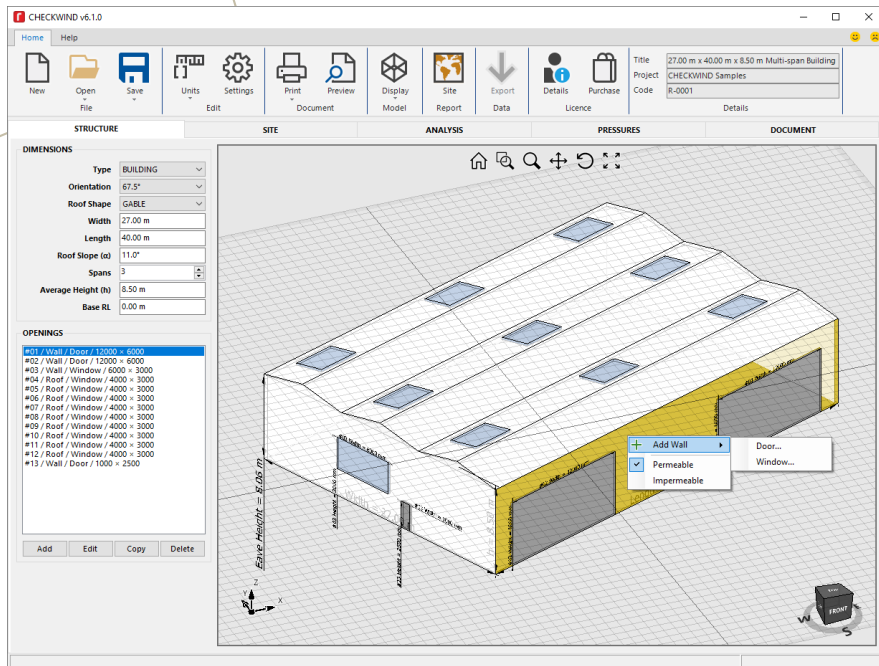 CHECKWIND v6.1.0
Home Help
New Open Save Units Settings Print Preview Display Site Export Details Purchase
File Edit Document Model Report Data Licence Details
Title 27.00 m x 40.00 m x 8.50 m Multi-span Building
Project CHECKWIND Samples
Code R-0001
STRUCTURE SITE ANALYSIS PRESSURES DOCUMENT
DIMENSIONS
Type BUILDING
Orientation 67.5°
Roof Shape GABLE
Width 27.00 m
Length 40.00 m
Roof Slope (α) 11.0°
Spans 3
Average Height (h) 8.50 m
Base RL 0.00 m
OPENINGS
#01 / Wall / Door / 12000 × 6000
#02 / Wall / Door / 12000 × 6000
#03 / Wall / Window / 6000 × 3000
#04 / Roof / Window / 4000 × 3000
#05 / Roof / Window / 4000 × 3000
#06 / Roof / Window / 4000 × 3000
#07 / Roof / Window / 4000 × 3000
#08 / Roof / Window / 4000 × 3000
#09 / Roof / Window / 4000 × 3000
#10 / Roof / Window / 4000 × 3000
#11 / Roof / Window / 4000 × 3000
#12 / Roof / Window / 4000 × 3000
#13 / Wall / Door / 1000 × 2500
Add Edit Copy Delete
Add Wall
Permeable
Impermeable
Door...
Window...
Eave Height = 8.06 m
Z
Y
X
FRONT
W
S